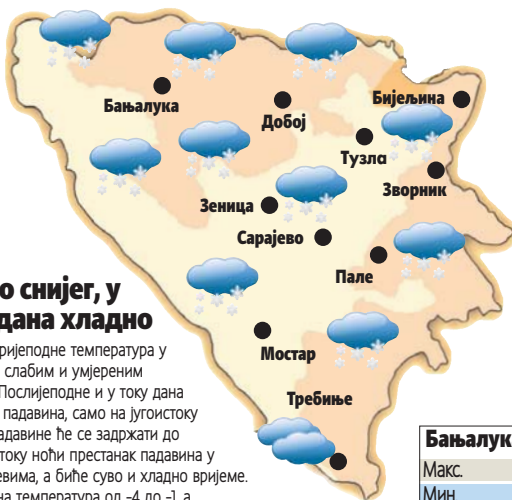 Бањалука
Добој
Бијељина
Тузла
Зворник
Зеница
Сарајево
Пале
Мостар
Требиње
о снијег, у
дана хладно
ријеподне температура у
слабим и умјереним
Послијеподне и у току дана
падавина, само на југоистоку
адавине ће се задржати до
току ноћи престанак падавина у
евима, а биће суво и хладно вријеме.
на температура од -4 до -1, а
Бањалук
Макс.
Мин